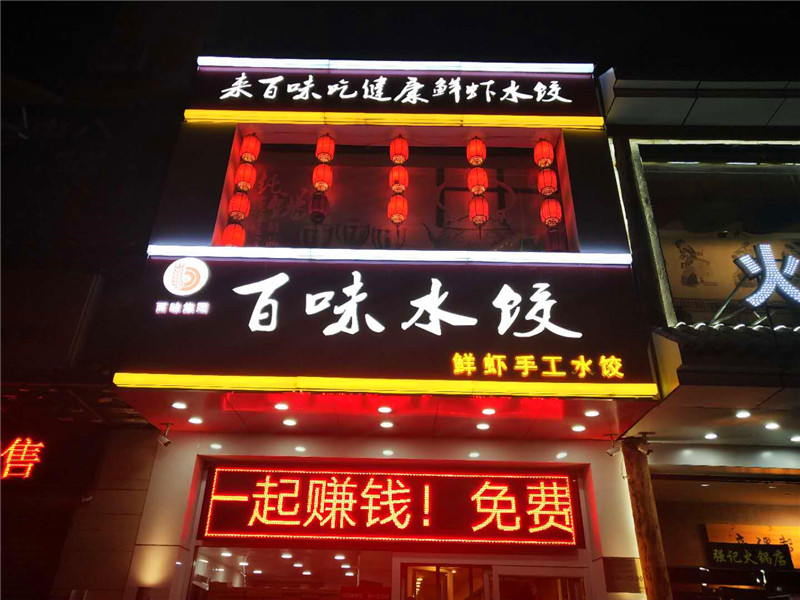 来百味吃健康鲜虾水饺
百味水饺
百味集团
鲜虾手工水饺
火
售
一起赚钱！免费
强记火锅店